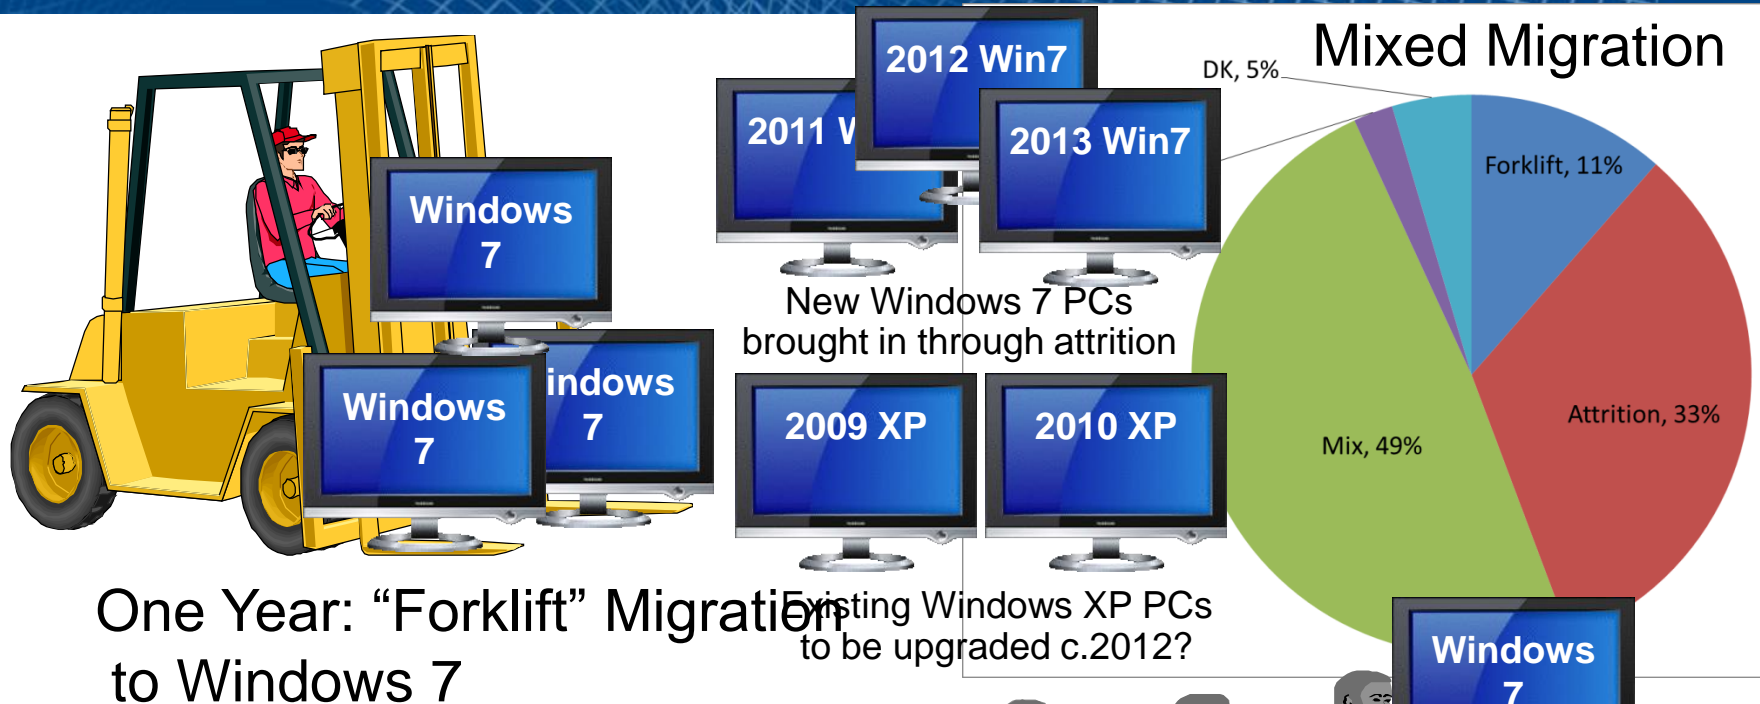 Mixed Migration
2012 Win7
2011 W
2013 Win7
DK, 5%
Forklift, 11%
Attrition, 33%
Mix, 49%
Windows
7
Windows
7
indows
7
New Windows 7 PCs
brought in through attrition
2009 XP
2010 XP
One Year: “Forklift” Migration
to Windows 7
Existing Windows XP PCs
to be upgraded c.2012?
Windows
7